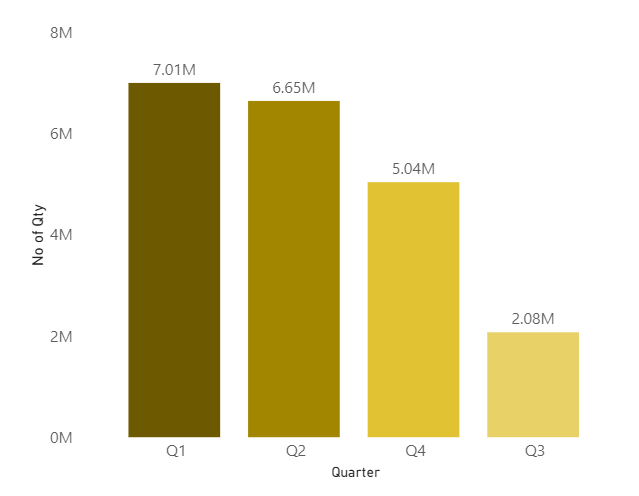 8M
7.01M
6.65M
6M
5.04M
No of Qty
4M
2M
2.08M
0M
Q1 Q2 Q4 Q3
Quarter